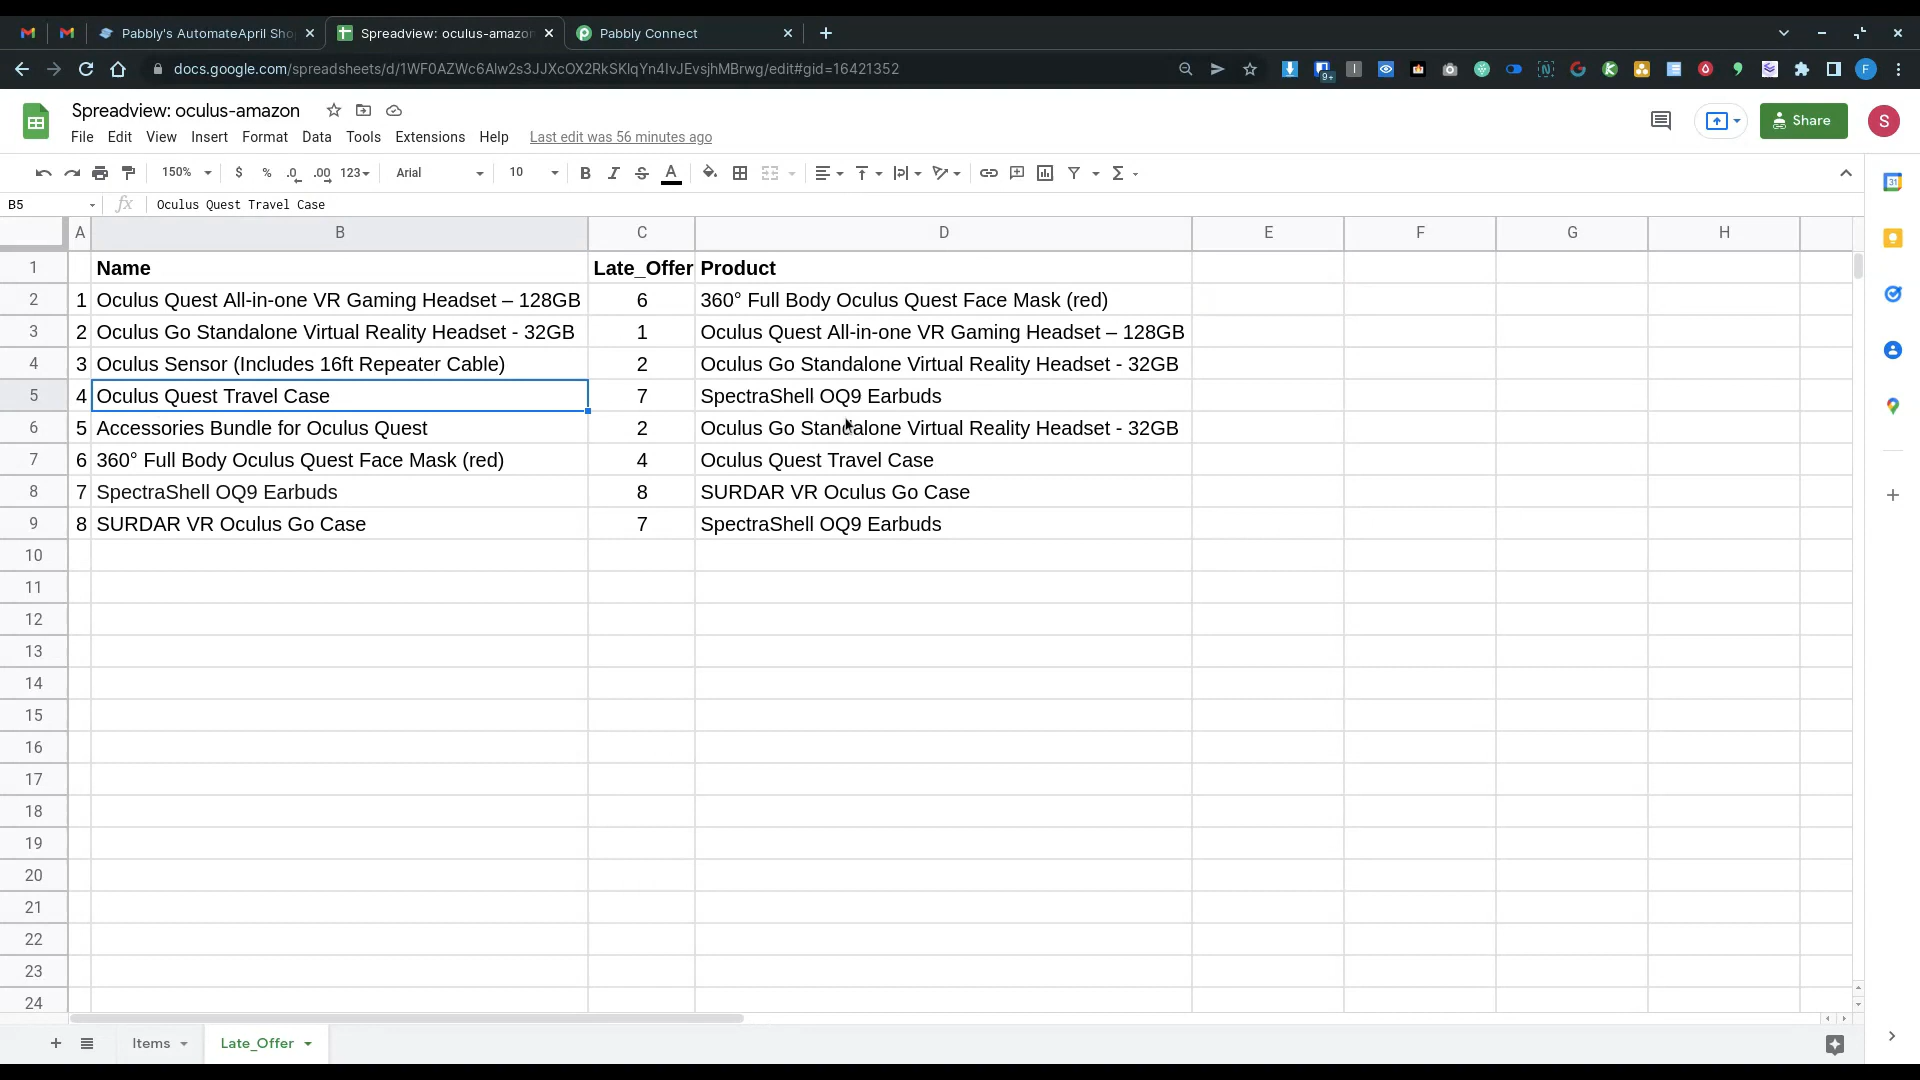 Pabbly's AutomateApril Sho
Spreadview: oculus-amazon
Pabbly Connect
docs.google.com/spreadsheets/d/1WF0AZWc6Alw2s3JJXcOX2RkSKlqYn4IvJEvsjhMBrwg/edit#gid=16421352
9+
F
Spreadview: oculus-amazon
File Edit View Insert Format Data Tools Extensions Help Last edit was 56 minutes ago
Share
S
150% $ % .0 .00 123 Arial 10 B I S A
31
B5 fx Oculus Quest Travel Case
A B C D E F G H
1 Name Late_Offer Product
2 1 Oculus Quest All-in-one VR Gaming Headset – 128GB 6 360° Full Body Oculus Quest Face Mask (red)
3 2 Oculus Go Standalone Virtual Reality Headset - 32GB 1 Oculus Quest All-in-one VR Gaming Headset – 128GB
4 3 Oculus Sensor (Includes 16ft Repeater Cable) 2 Oculus Go Standalone Virtual Reality Headset - 32GB
5 4 Oculus Quest Travel Case 7 SpectraShell OQ9 Earbuds
6 5 Accessories Bundle for Oculus Quest 2 Oculus Go Standalone Virtual Reality Headset - 32GB
7 6 360° Full Body Oculus Quest Face Mask (red) 4 Oculus Quest Travel Case
8 7 SpectraShell OQ9 Earbuds 8 SURDAR VR Oculus Go Case
9 8 SURDAR VR Oculus Go Case 7 SpectraShell OQ9 Earbuds
10
11
12
13
14
15
16
17
18
19
20
21
22
23
24
Items Late_Offer